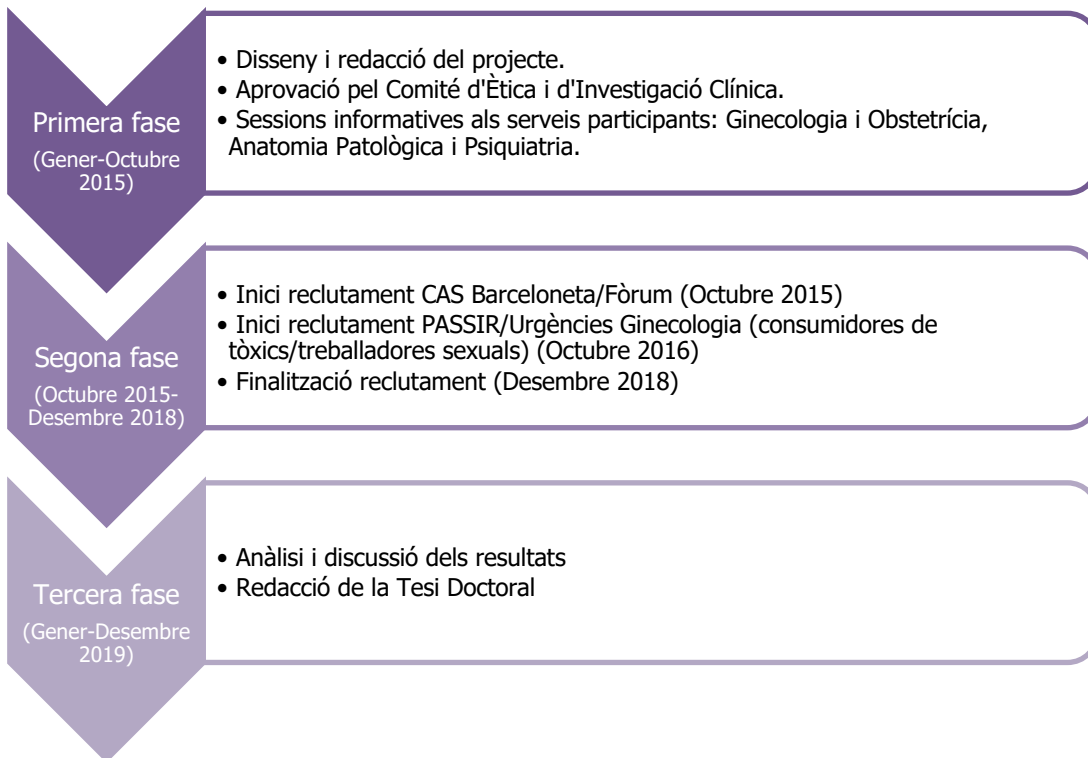 Primera fase
(Gener-Octubre
2015)
• Disseny i redacció del projecte.
• Aprovació pel Comité d'Ètica i d'Investigació Clínica.
• Sessions informatives als serveis participants: Ginecologia i Obstetrícia,
Anatomia Patològica i Psiquiatria.
Segona fase
(Octubre 2015-
Desembre 2018)
• Inici reclutament CAS Barceloneta/Fòrum (Octubre 2015)
• Inici reclutament PASSIR/Urgències Ginecologia (consumidores de
tòxics/treballadores sexuals) (Octubre 2016)
• Finalització reclutament (Desembre 2018)
Tercera fase
(Gener-Desembre
2019)
• Anàlisi i discussió dels resultats
• Redacció de la Tesi Doctoral